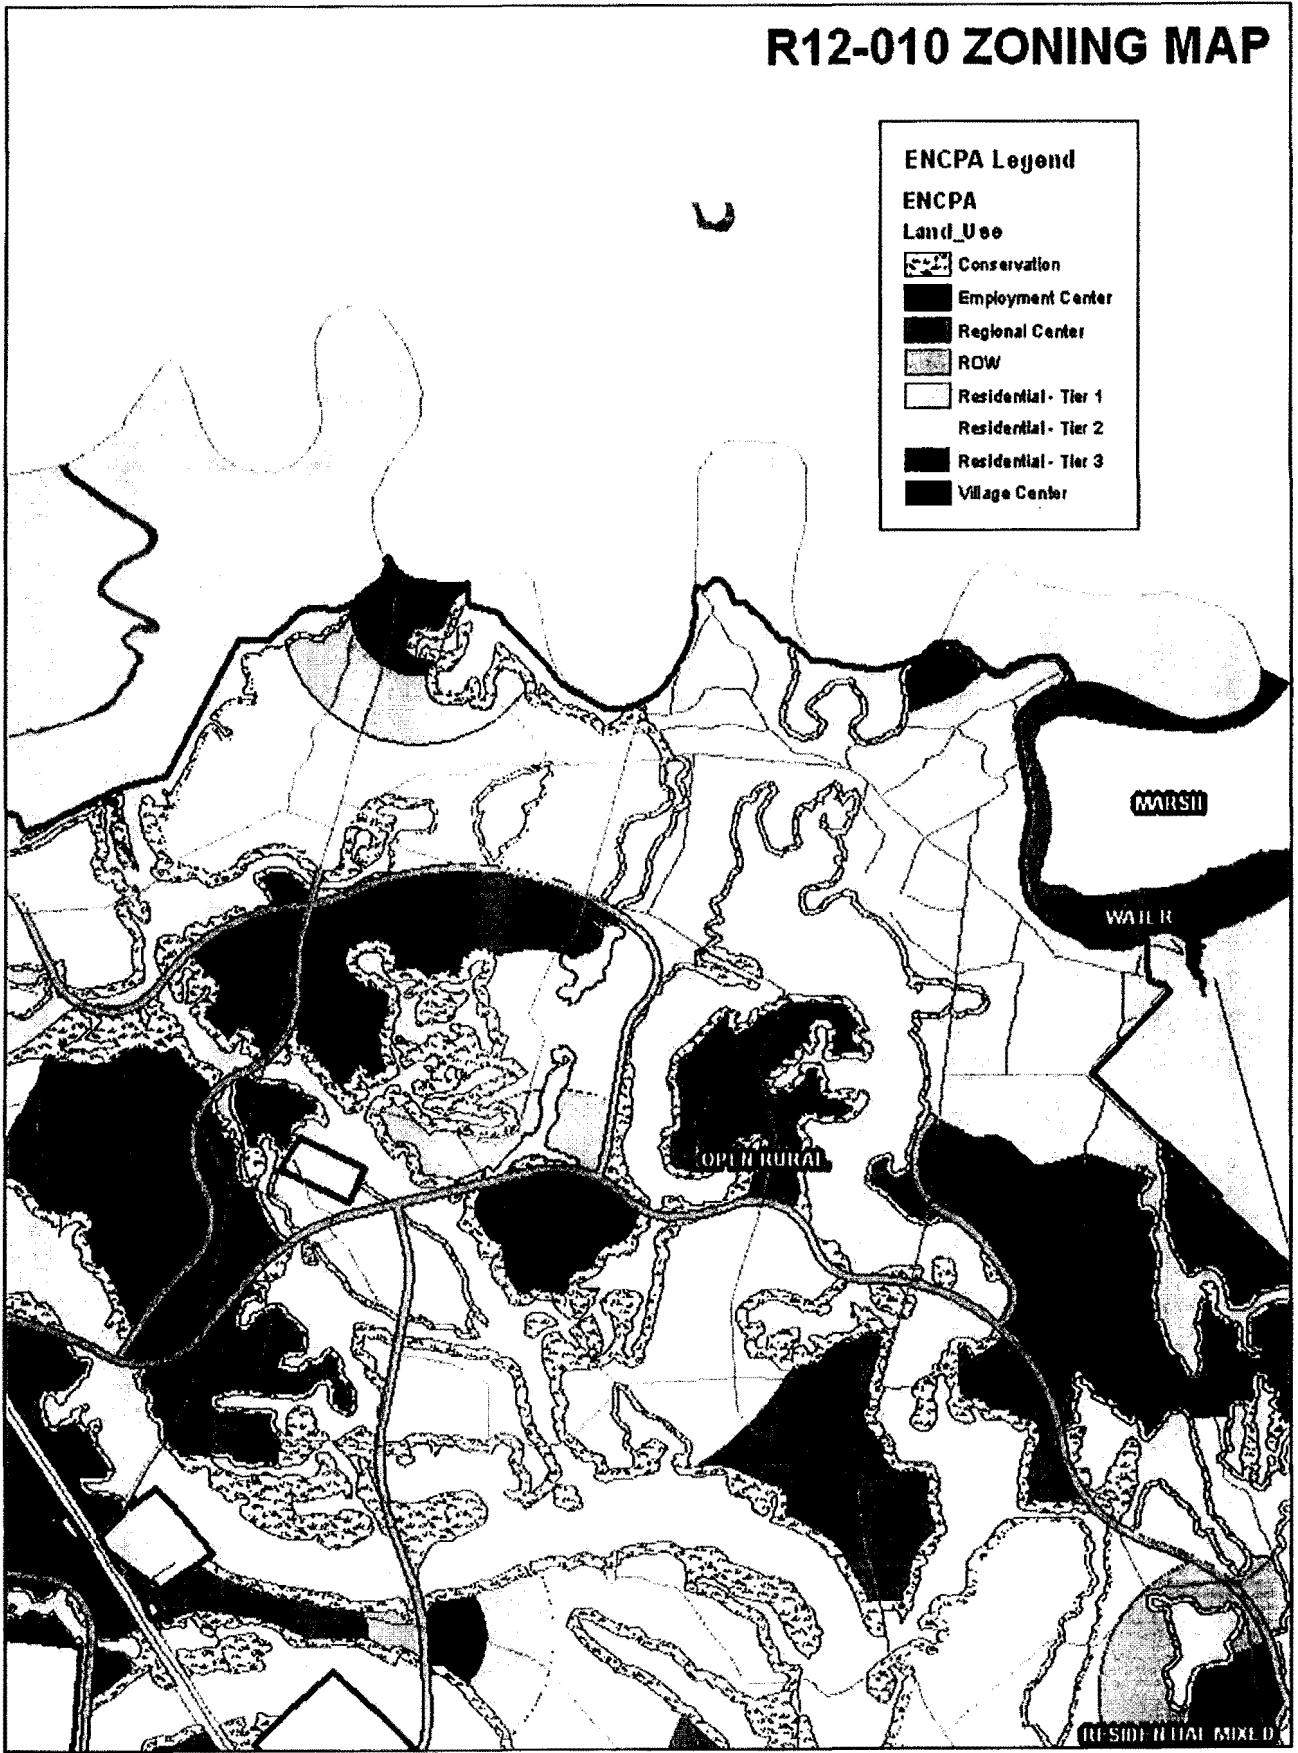 R12-010 ZONING MAP
ENCPA Legend
ENCPA
Land_Use
Conservation
Employment Center
Regional Center
ROW
Residential - Tier 1
Residential - Tier 2
Residential - Tier 3
Village Center
MARSH
WATER
OPEN RURAL
RESIDENTIAL MIXED